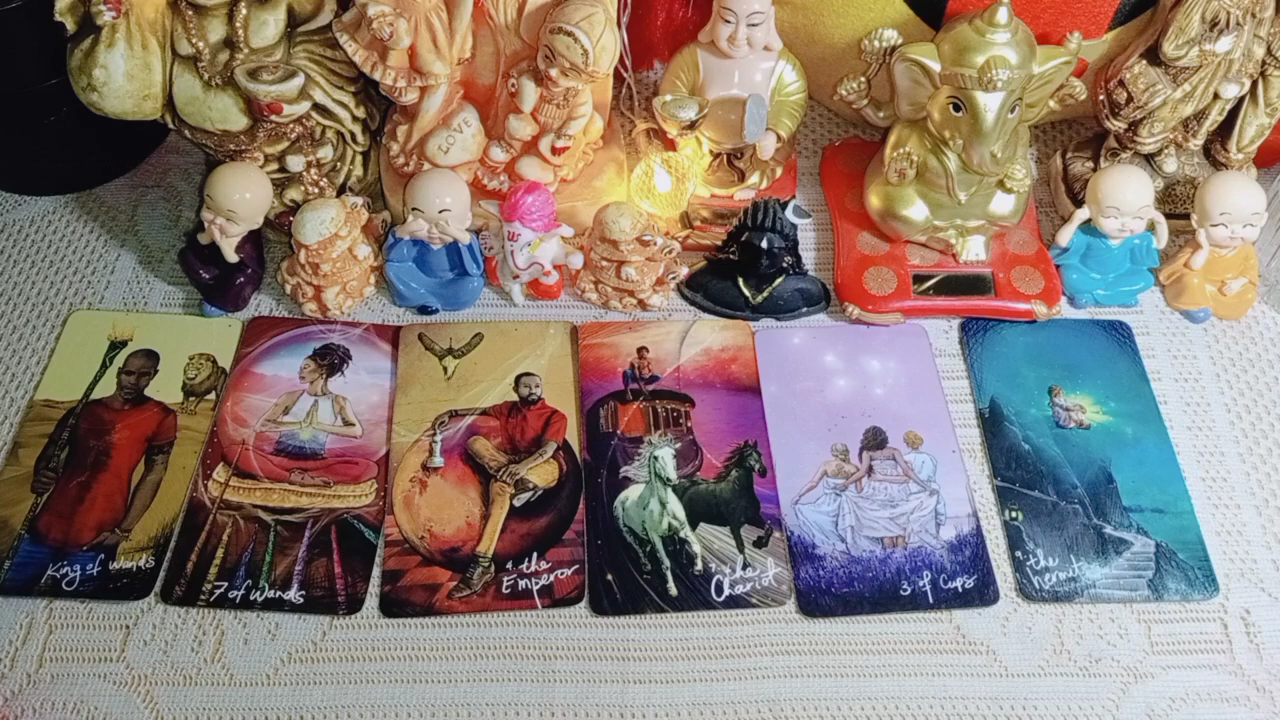 LOVE
King of Wands
7 of Wands
4. the
Emperor
7. the
Chariot
3 of Cups
9.
the
hermit